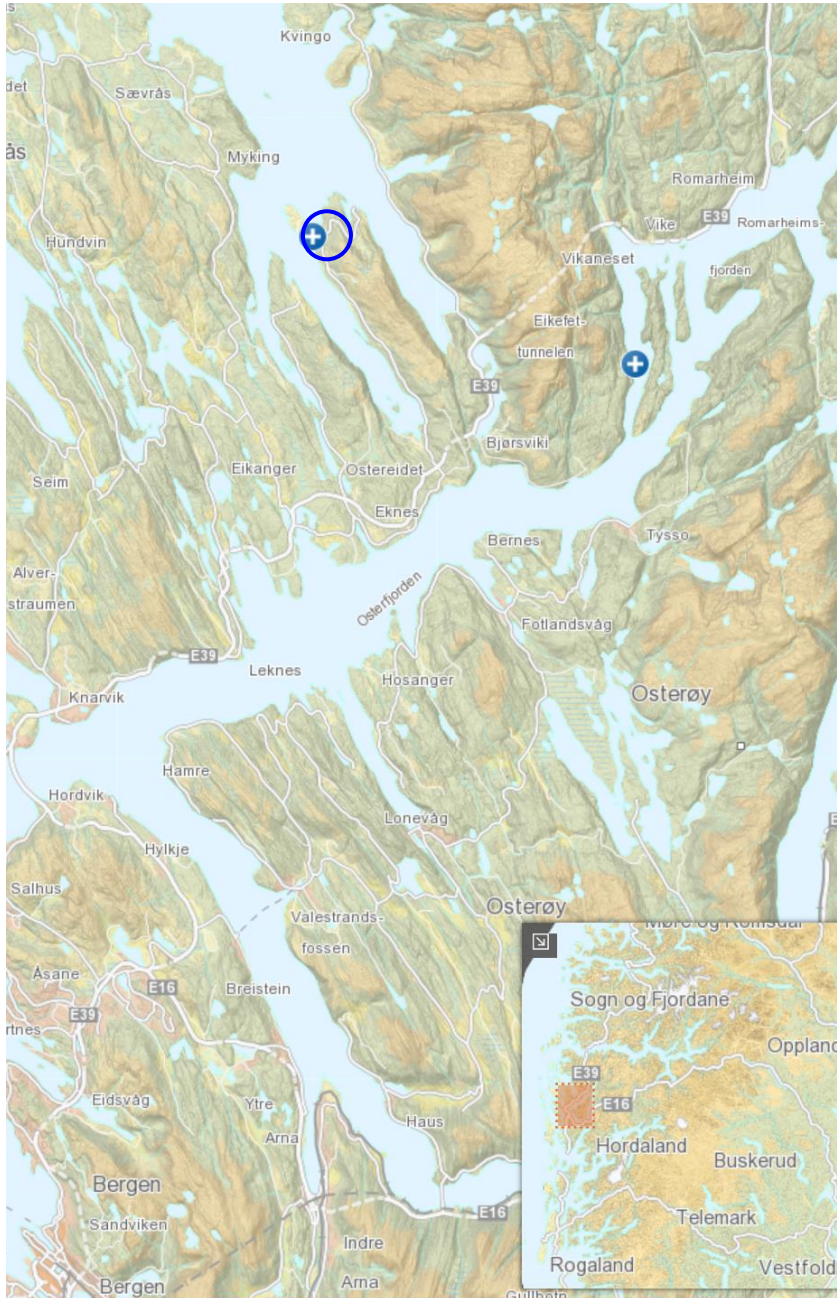 Kvingo
det
Sævrås
ås
Myking
Romarheim
Hundvin
Vike
E39
Romarheims-
Vikaneset
fjorden
Eikefet-
tunnelen
E39
Bjørsviki
Seim
Eikanger
Ostereidet
Eknes
Bernes
Tysso
Alver-
straumen
Osterfjorden
Fotlandsvåg
E39
Leknes
Hosanger
Osterøy
Knarvik
Hamre
Hordvik
Lonevåg
Hylkje
Salhus
Valestrands-
fossen
Osterøy
Åsane
E16
Breistein
E39
rtnes
Eidsvåg
Ytre
Arna
Haus
Bergen
Sandviken
E16
Indre
Arna
Bergen
Møre og Romsdal
Sogn og Fjordane
Oppland
E39
E16
Hordaland
Buskerud
Telemark
Rogaland
Vestfold